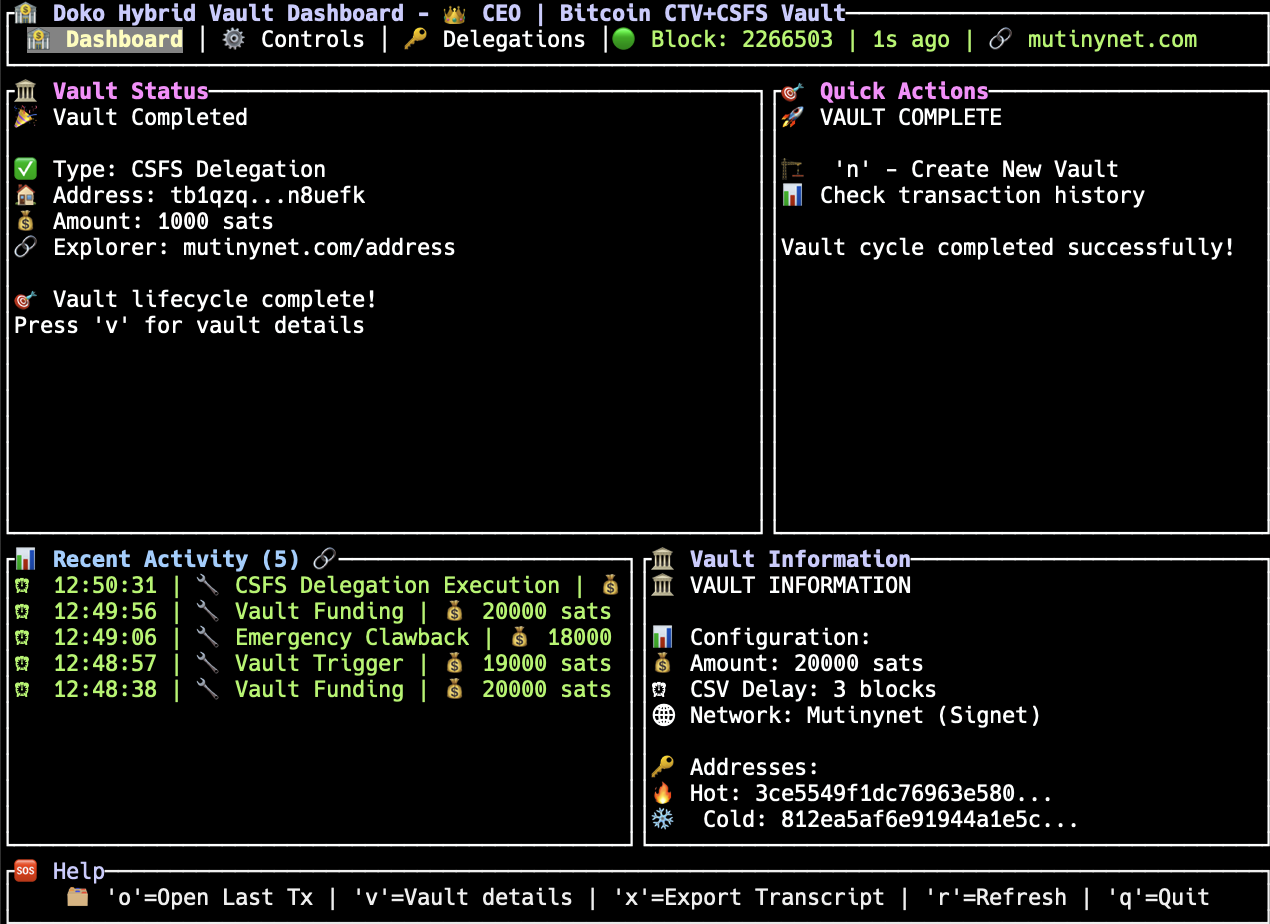 Doko Hybrid Vault Dashboard - 👑 CEO | Bitcoin CTV+CSFS Vault
Dashboard | ⚙️ Controls | 🔑 Delegations | 🟢 Block: 2266503 | 1s ago | 🔗 mutinynet.com
🏛️ Vault Status
🎉 Vault Completed
✅ Type: CSFS Delegation
🏠 Address: tb1qzq...n8uefk
💰 Amount: 1000 sats
🔗 Explorer: mutinynet.com/address
🎯 Vault lifecycle complete!
Press 'v' for vault details
🎯 Quick Actions
🚀 VAULT COMPLETE
🏗️ 'n' - Create New Vault
📊 Check transaction history
Vault cycle completed successfully!
📊 Recent Activity (5) 🔗
⏰ 12:50:31 | 🔧 CSFS Delegation Execution | 💰
⏰ 12:49:56 | 🔧 Vault Funding | 💰 20000 sats
⏰ 12:49:06 | 🔧 Emergency Clawback | 💰 18000
⏰ 12:48:57 | 🔧 Vault Trigger | 💰 19000 sats
⏰ 12:48:38 | 🔧 Vault Funding | 💰 20000 sats
🏛️ Vault Information
🏛️ VAULT INFORMATION
📊 Configuration:
💰 Amount: 20000 sats
⏰ CSV Delay: 3 blocks
🌐 Network: Mutinynet (Signet)
🔑 Addresses:
🔥 Hot: 3ce5549f1dc76963e580...
❄️ Cold: 812ea5af6e91944a1e5c...
🆘 Help
'o'=Open Last Tx | 'v'=Vault details | 'x'=Export Transcript | 'r'=Refresh | 'q'=Quit